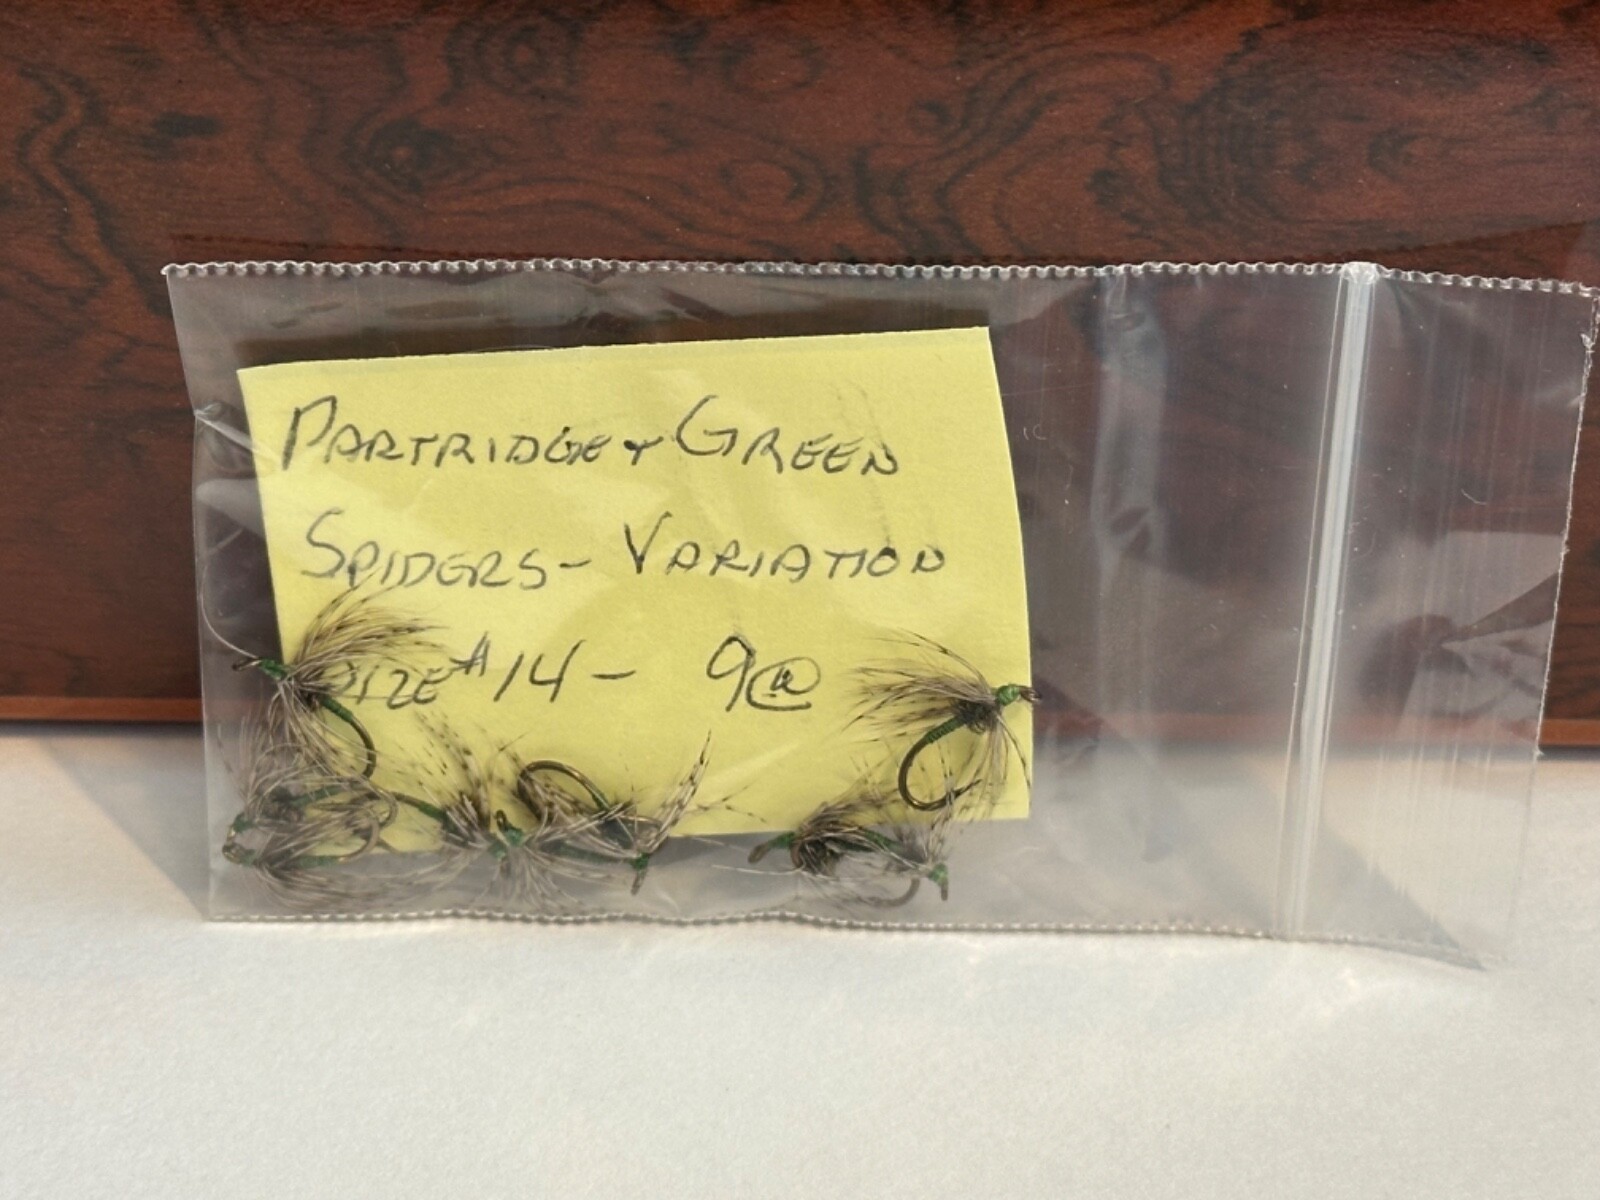 PARTRIDGE + GREEN
SPIDERS - VARIATION
SIZE #14 - 9@